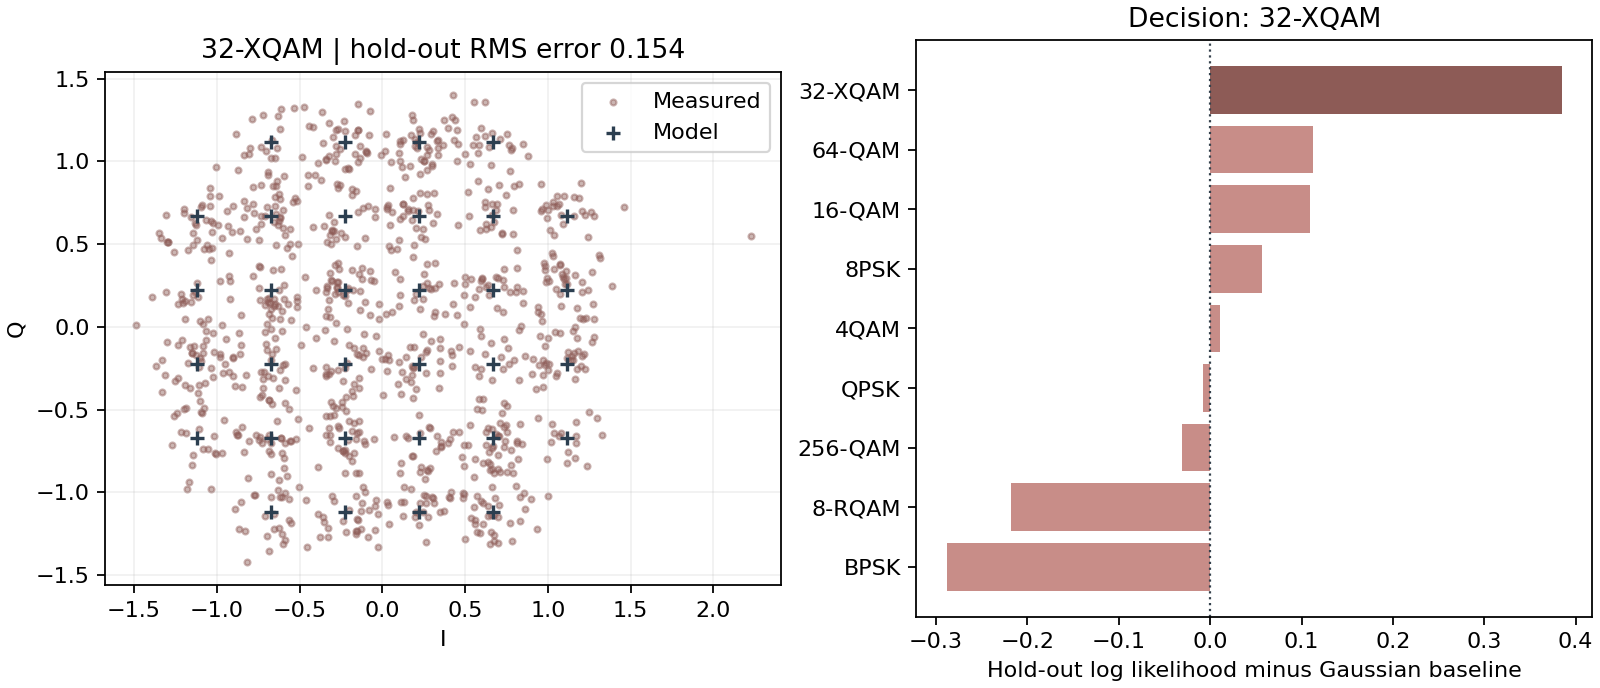 32-XQAM | hold-out RMS error 0.154
Measured
Model
1.5
1.0
0.5
0.0
−0.5
−1.0
−1.5
Q
−1.5 −1.0 −0.5 0.0 0.5 1.0 1.5 2.0
I
Decision: 32-XQAM
32-XQAM
64-QAM
16-QAM
8PSK
4QAM
QPSK
256-QAM
8-RQAM
BPSK
−0.3 −0.2 −0.1 0.0 0.1 0.2 0.3 0.4
Hold-out log likelihood minus Gaussian baseline